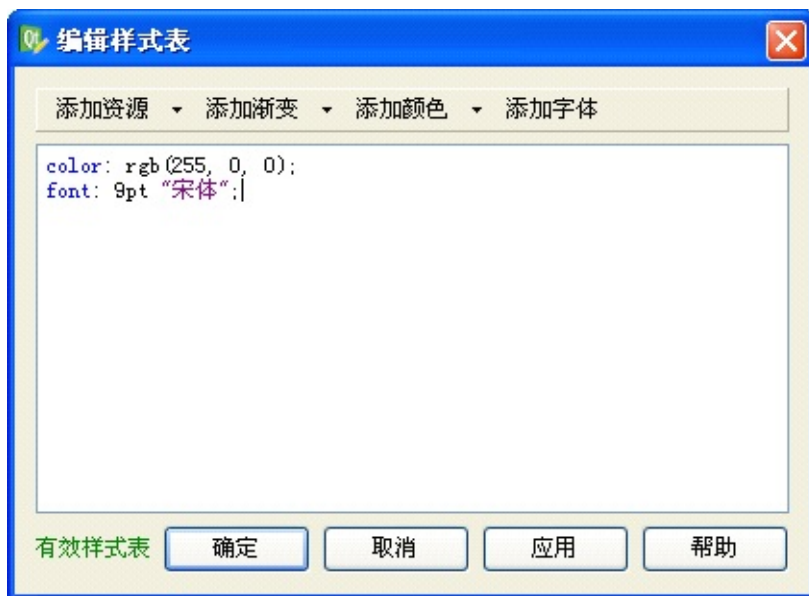 编辑样式表
添加资源 添加渐变 添加颜色 添加字体
color: rgb(255, 0, 0);
font: 9pt "宋体";
有效样式表 确定 取消 应用 帮助